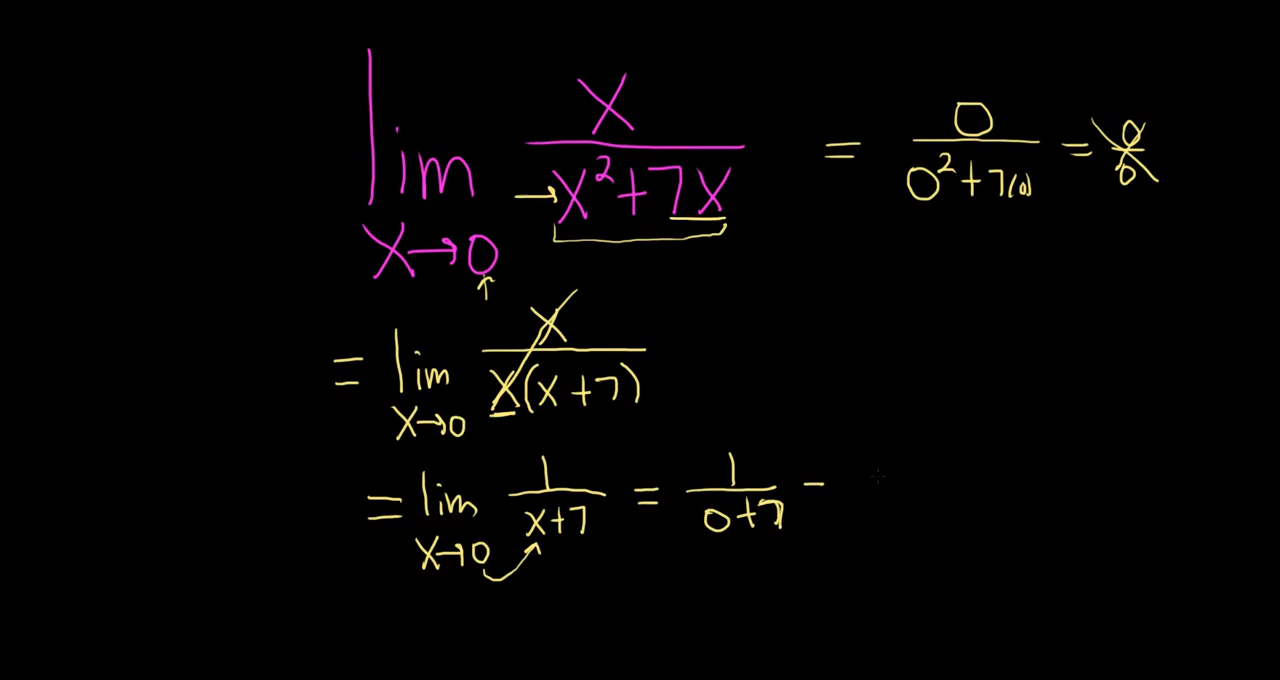 lim x→0 x/(x²+7x) = 0/(0²+7(0)) = 0/0
= lim x→0 x/(x(x+7))
= lim x→0 1/(x+7) = 1/(0+7) −